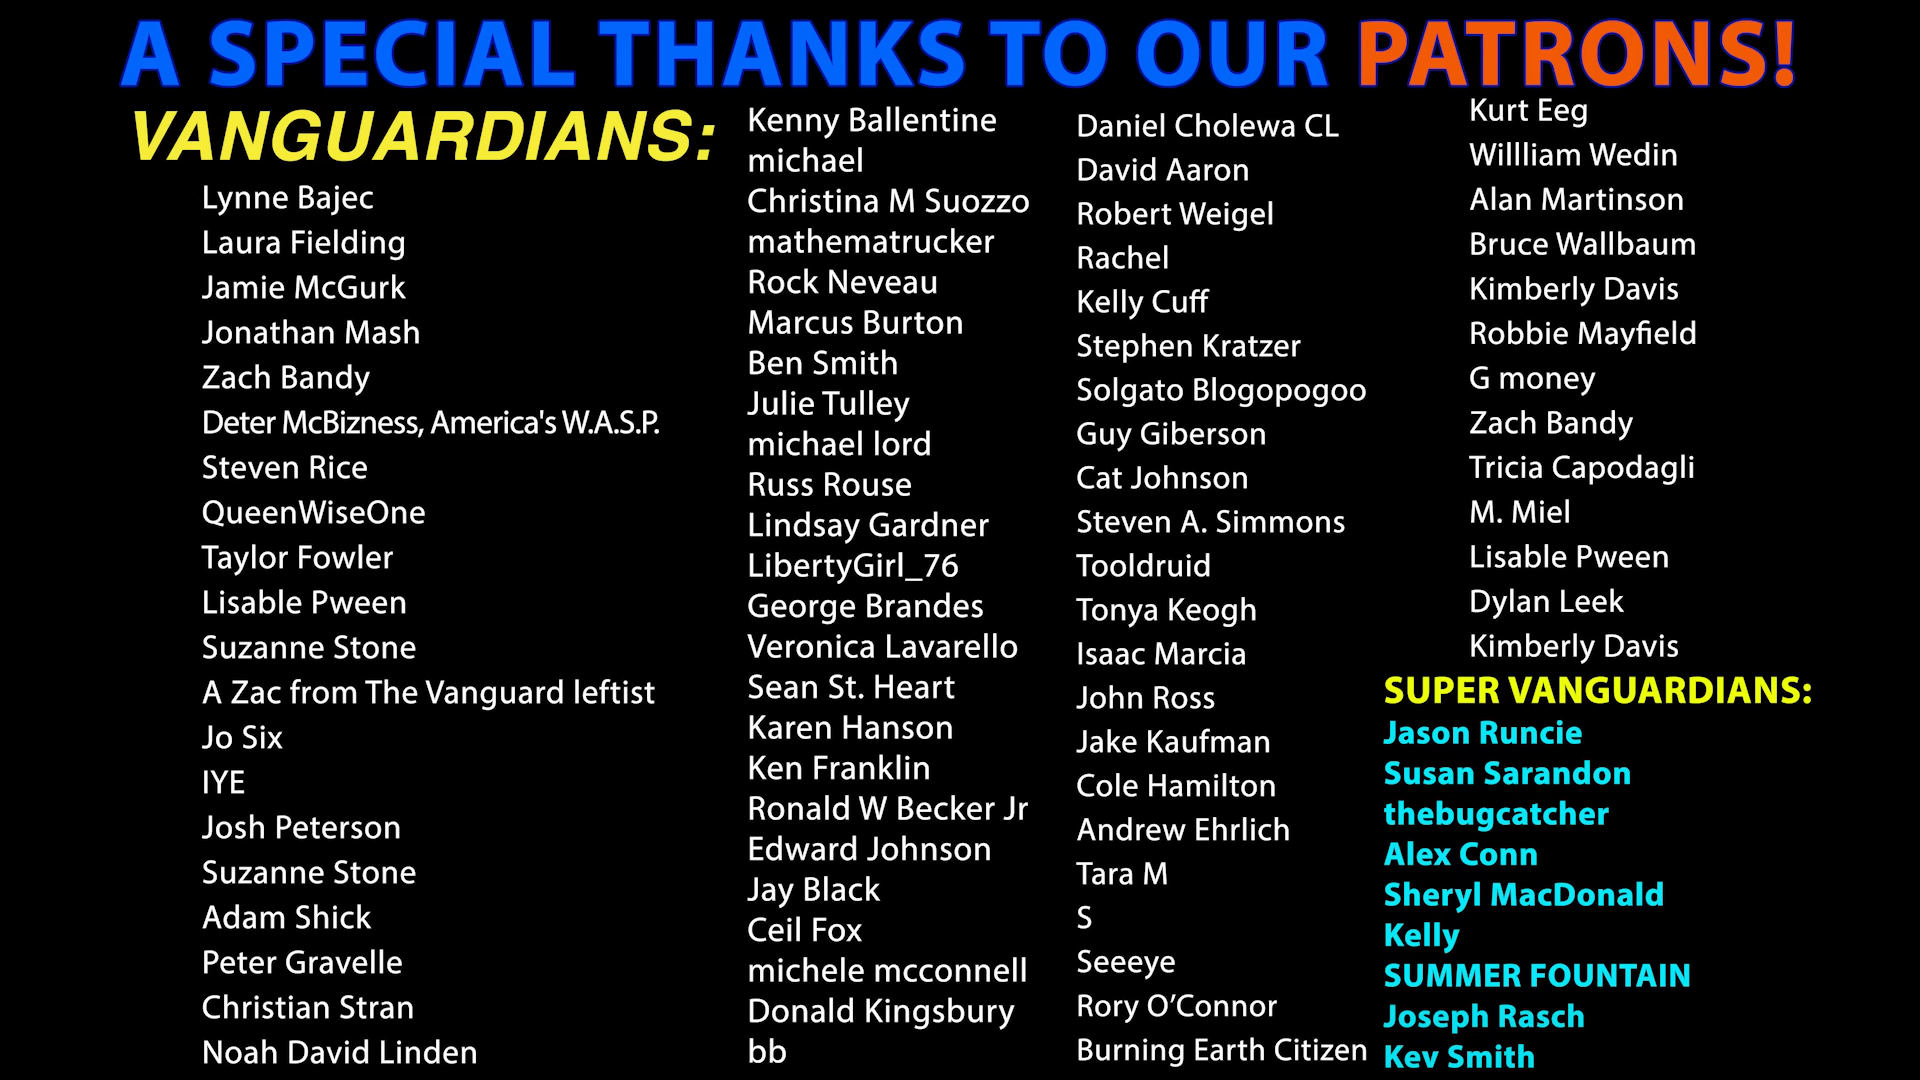 A SPECIAL THANKS TO OUR PATRONS!
VANGUARDIANS:
Lynne Bajec
Laura Fielding
Jamie McGurk
Jonathan Mash
Zach Bandy
Deter McBizness, America's W.A.S.P.
Steven Rice
QueenWiseOne
Taylor Fowler
Lisable Pween
Suzanne Stone
A Zac from The Vanguard leftist
Jo Six
IYE
Josh Peterson
Suzanne Stone
Adam Shick
Peter Gravelle
Christian Stran
Noah David Linden
Kenny Ballentine
michael
Christina M Suozzo
mathematrucker
Rock Neveau
Marcus Burton
Ben Smith
Julie Tulley
michael lord
Russ Rouse
Lindsay Gardner
LibertyGirl_76
George Brandes
Veronica Lavarello
Sean St. Heart
Karen Hanson
Ken Franklin
Ronald W Becker Jr
Edward Johnson
Jay Black
Ceil Fox
michele mcconnell
Donald Kingsbury
bb
Daniel Cholewa CL
David Aaron
Robert Weigel
Rachel
Kelly Cuff
Stephen Kratzer
Solgato Blogopogoo
Guy Giberson
Cat Johnson
Steven A. Simmons
Tooldruid
Tonya Keogh
Isaac Marcia
John Ross
Jake Kaufman
Cole Hamilton
Andrew Ehrlich
Tara M
S
Seeeye
Rory O’Connor
Burning Earth Citizen
Kurt Eeg
Willliam Wedin
Alan Martinson
Bruce Wallbaum
Kimberly Davis
Robbie Mayfield
G money
Zach Bandy
Tricia Capodagli
M. Miel
Lisable Pween
Dylan Leek
Kimberly Davis
SUPER VANGUARDIANS:
Jason Runcie
Susan Sarandon
thebugcatcher
Alex Conn
Sheryl MacDonald
Kelly
SUMMER FOUNTAIN
Joseph Rasch
Kev Smith